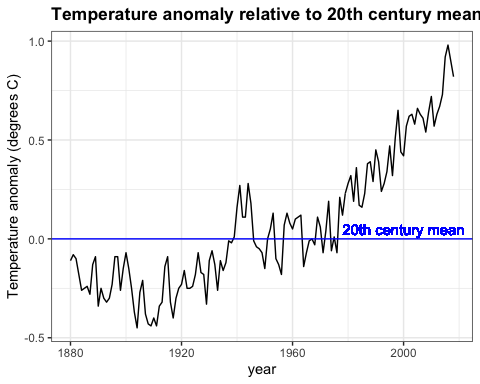 Temperature anomaly relative to 20th century mean
Temperature anomaly (degrees C)
1.0
0.5
0.0
-0.5
20th century mean
1880
1920
1960
2000
year